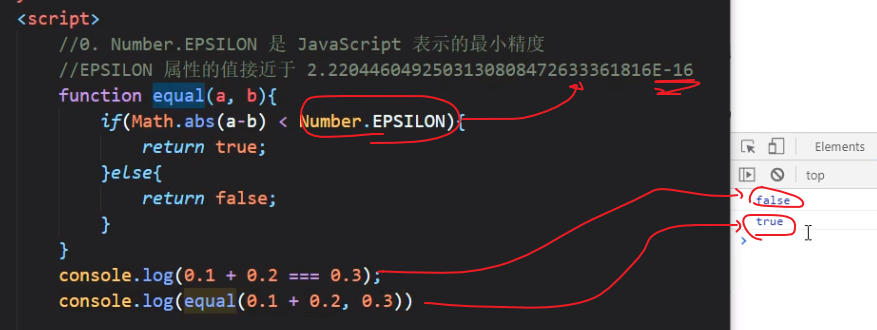 <script>
//0. Number.EPSILON 是 JavaScript 表示的最小精度
//EPSILON 属性的值接近于 2.2204460492503130808472633361816E-16
function equal(a, b){
if(Math.abs(a-b) < Number.EPSILON){
return true;
}else{
return false;
}
}
console.log(0.1 + 0.2 === 0.3);
console.log(equal(0.1 + 0.2, 0.3))
Elements
top
false
true